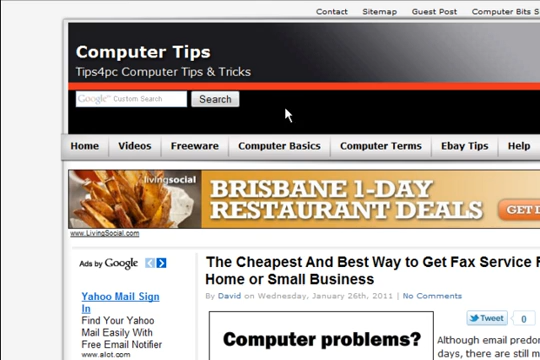 Contact Sitemap Guest Post Computer Bits S
Computer Tips
Tips4pc Computer Tips & Tricks
Google™ Custom Search Search
Home Videos Freeware Computer Basics Computer Terms Ebay Tips Help
livingsocial
BRISBANE 1-DAY
RESTAURANT DEALS
GET I
www.LivingSocial.com
Ads by Google
Yahoo Mail Sign
In
Find Your Yahoo
Mail Easily With
Free Email Notifier
www.alot.com
The Cheapest And Best Way to Get Fax Service F
Home or Small Business
By David on Wednesday, January 26th, 2011 | No Comments
Tweet 0
Computer problems?
Although email predor
days, there are still m